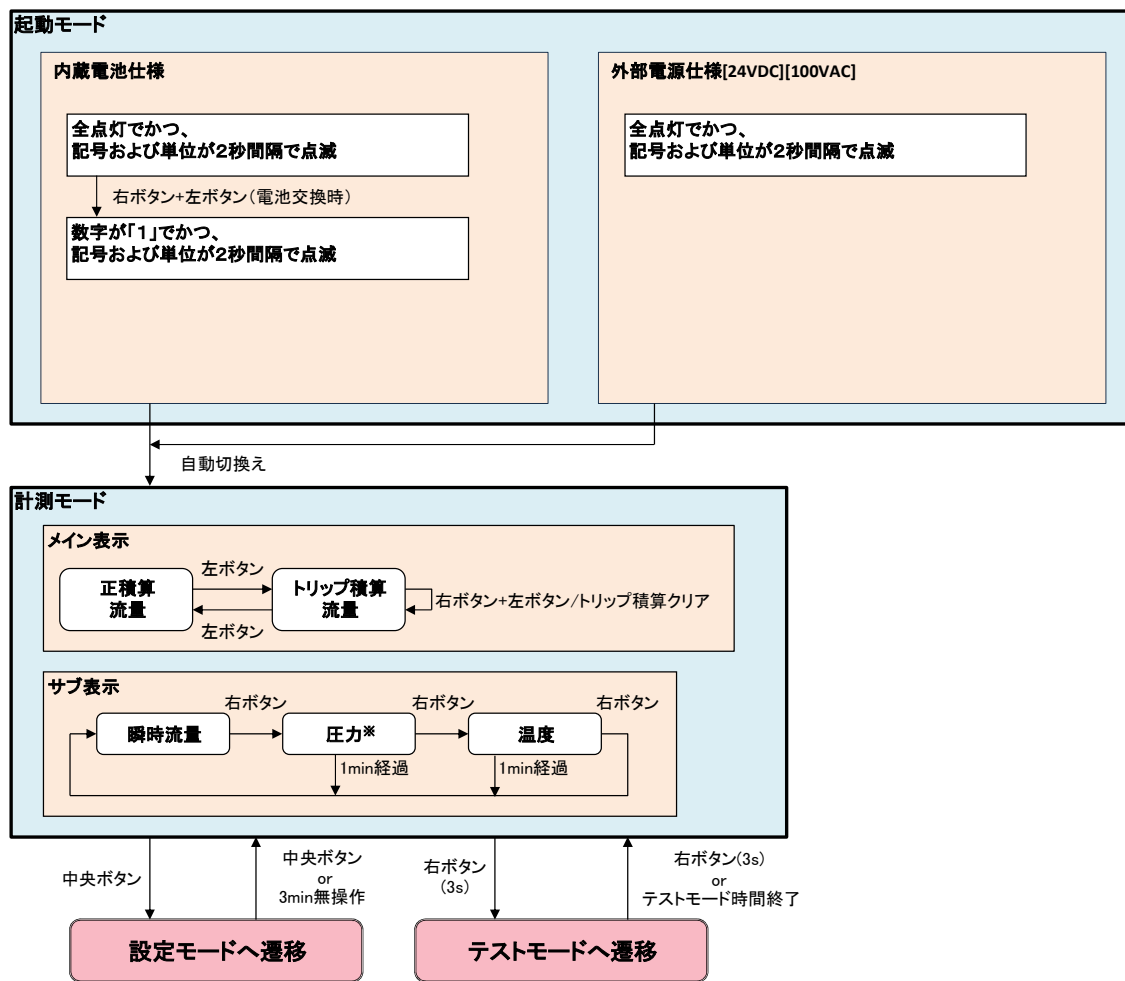 起動モード
内蔵電池仕様
全点灯でかつ、
記号および単位が２秒間隔で点滅
右ボタン+左ボタン（電池交換時）
数字が「１」でかつ、
記号および単位が２秒間隔で点滅
外部電源仕様[24VDC][100VAC]
全点灯でかつ、
記号および単位が２秒間隔で点滅
自動切換え
計測モード
メイン表示
正積算
流量
左ボタン
左ボタン
トリップ積算
流量
右ボタン+左ボタン/トリップ積算クリア
サブ表示
瞬時流量
右ボタン
圧力※
右ボタン
温度
右ボタン
1min経過
1min経過
中央ボタン
中央ボタン
or
3min無操作
右ボタン
(3s)
右ボタン(3s)
or
テストモード時間終了
設定モードへ遷移
テストモードへ遷移